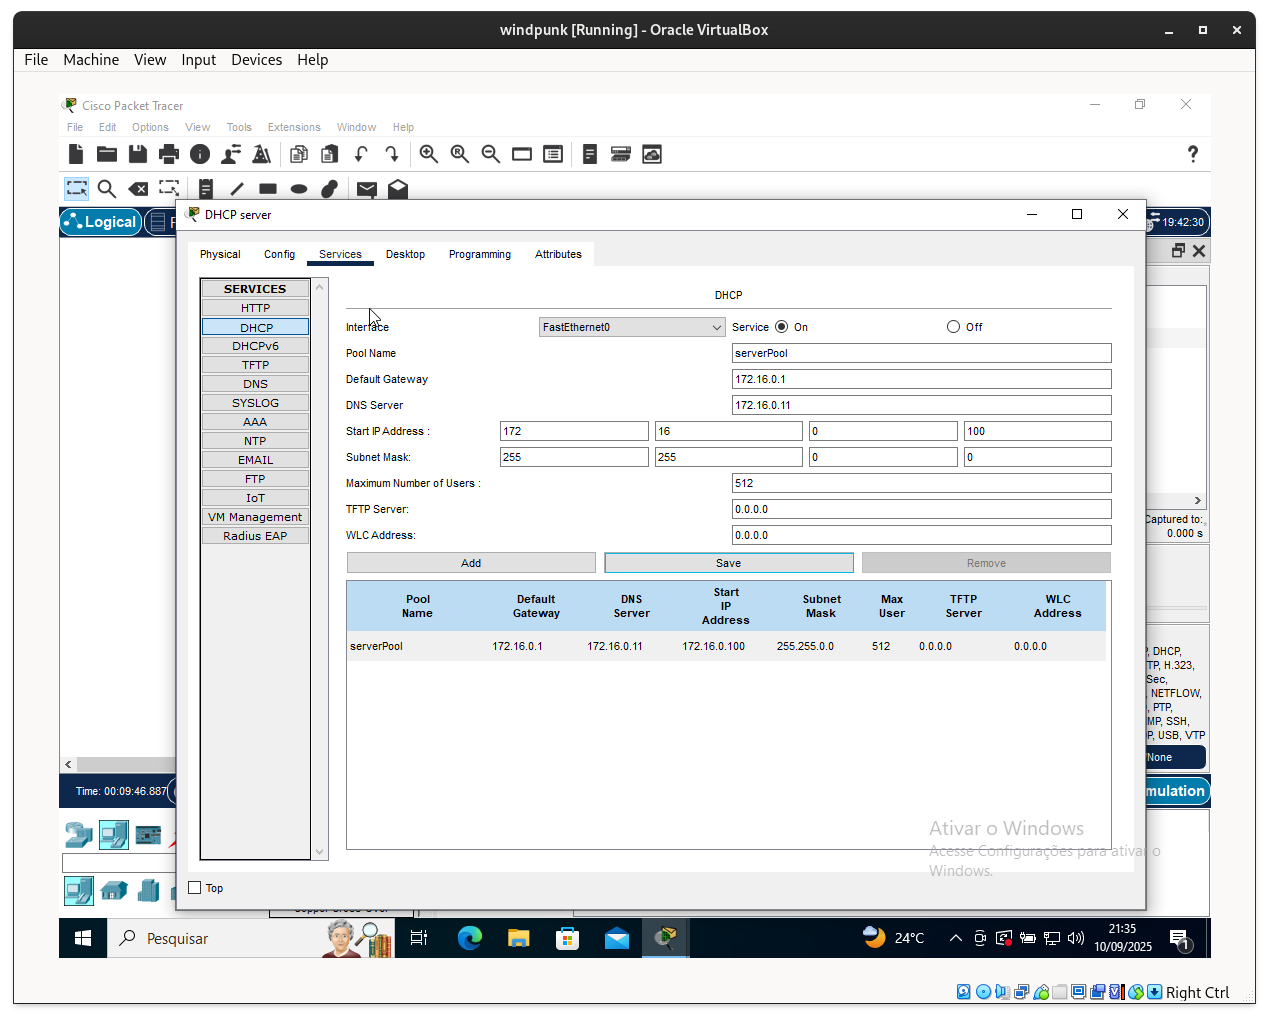 windpunk [Running] - Oracle VirtualBox
File Machine View Input Devices Help
Cisco Packet Tracer
File Edit Options View Tools Extensions Window Help
?
Logical
19:42:30
DHCP server
Physical Config Services Desktop Programming Attributes
SERVICES
HTTP
DHCP
DHCPv6
TFTP
DNS
SYSLOG
AAA
NTP
EMAIL
FTP
IoT
VM Management
Radius EAP
DHCP
Interface FastEthernet0 Service On Off
Pool Name serverPool
Default Gateway 172.16.0.1
DNS Server 172.16.0.11
Start IP Address : 172 16 0 100
Subnet Mask: 255 255 0 0
Maximum Number of Users : 512
TFTP Server: 0.0.0.0
WLC Address: 0.0.0.0
Add Save Remove
Pool Name Default Gateway DNS Server Start IP Address Subnet Mask Max User TFTP Server WLC Address
serverPool 172.16.0.1 172.16.0.11 172.16.0.100 255.255.0.0 512 0.0.0.0 0.0.0.0
Captured to:
0.000 s
, DHCP,
TP, H.323,
Sec,
, NETFLOW,
, PTP,
MP, SSH,
P, USB, VTP
None
Time: 00:09:46.887
mulation
Top
Ativar o Windows
Acesse Configurações para ativar o
Windows.
Pesquisar
24°C
21:35
10/09/2025
1
Right Ctrl